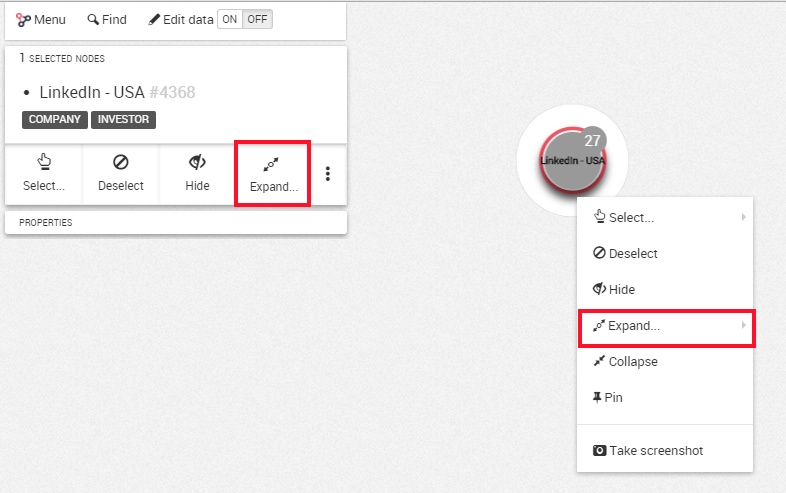 Menu Find Edit data ON OFF
1 SELECTED NODES
• LinkedIn - USA #4368
COMPANY INVESTOR
Select... Deselect Hide Expand...
PROPERTIES
27
LinkedIn - USA
Select...
Deselect
Hide
Expand...
Collapse
Pin
Take screenshot